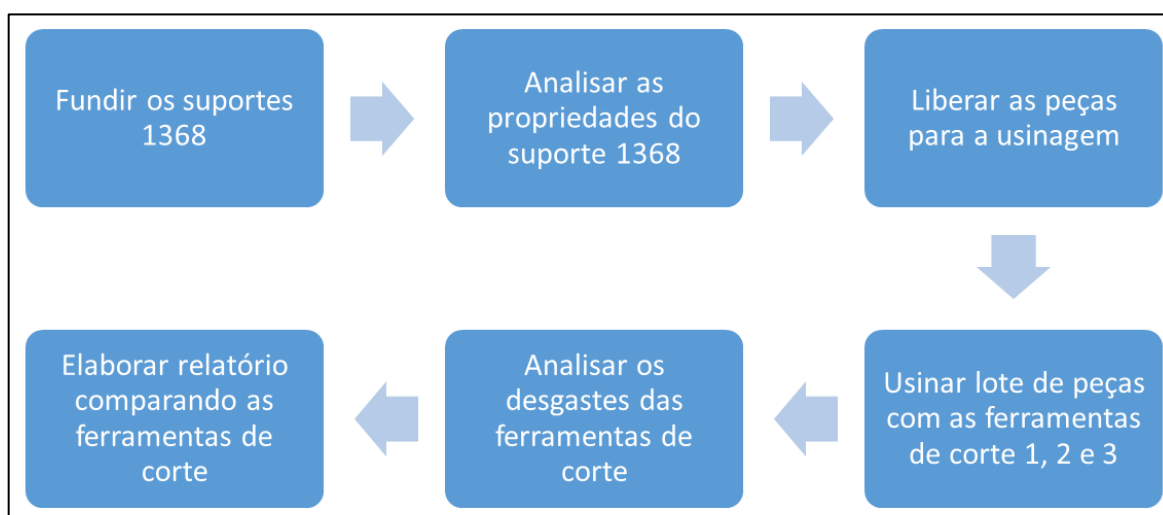 Fundir os suportes
1368
Analisar as
propriedades do
suporte 1368
Liberar as peças
para a usinagem
Usinar lote de peças
com as ferramentas
de corte 1, 2 e 3
Analisar os
desgastes das
ferramentas de
corte
Elaborar relatório
comparando as
ferramentas de
corte